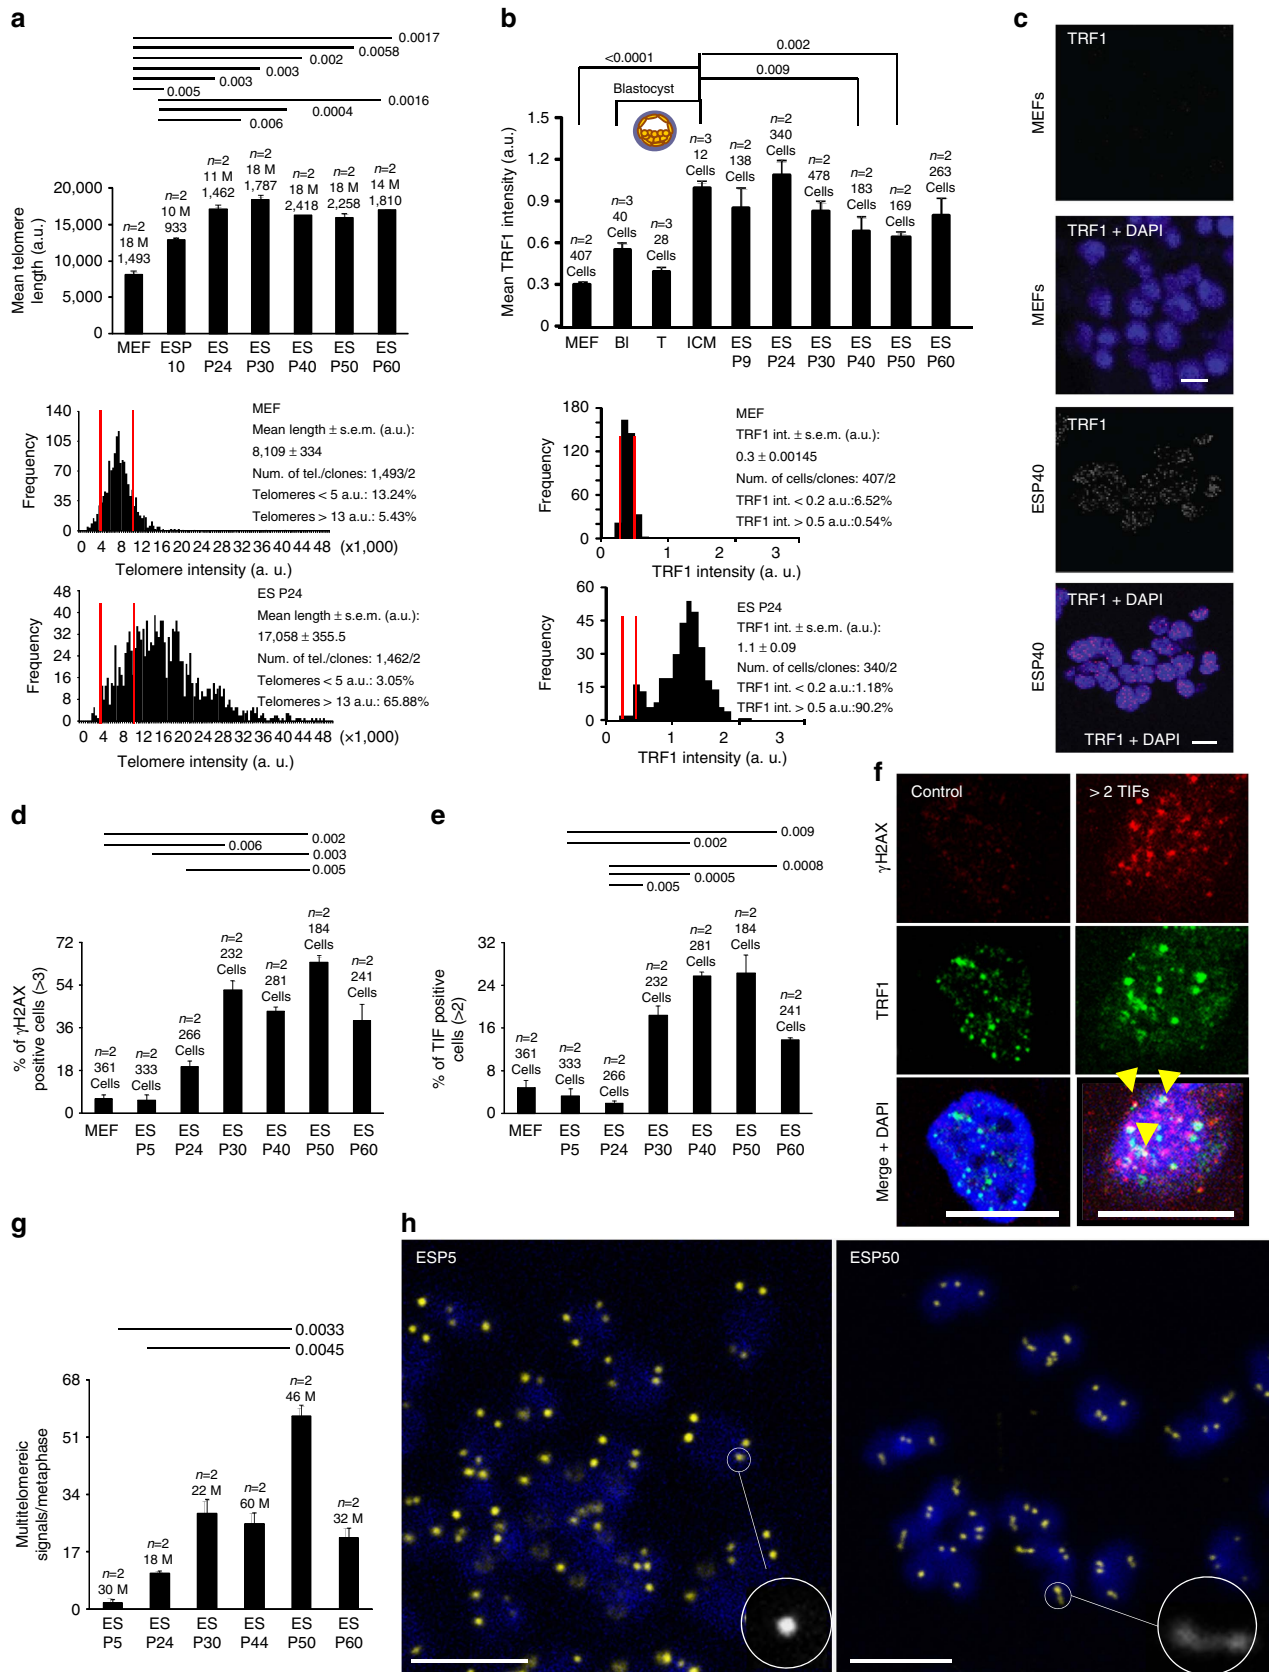 a
0.0017
0.0058
0.002
0.003
0.003
0.005
0.0016
0.0004
0.006
n=2
18 M
1,493
n=2
10 M
933
n=2
11 M
1,462
n=2
18 M
1,787
n=2
18 M
2,418
n=2
18 M
2,258
n=2
14 M
1,810
Mean telomere
length (a.u.)
20,000
15,000
10,000
5,000
0
MEF
ESP
10
ES
P24
ES
P30
ES
P40
ES
P50
ES
P60
Frequency
140
105
70
35
0
MEF
Mean length ± s.e.m. (a.u.):
8,109 ± 334
Num. of tel./clones: 1,493/2
Telomeres < 5 a.u.: 13.24%
Telomeres > 13 a.u.: 5.43%
0 4 8 12 16 20 24 28 32 36 40 44 48 (x1,000)
Telomere intensity (a. u.)
Frequency
48
40
32
24
16
8
0
ES P24
Mean length ± s.e.m. (a.u.):
17,058 ± 355.5
Num. of tel./clones: 1,462/2
Telomeres < 5 a.u.: 3.05%
Telomeres > 13 a.u.: 65.88%
0 4 8 12 16 20 24 28 32 36 40 44 48 (x1,000)
Telomere intensity (a. u.)
b
0.002
<0.0001
0.009
Blastocyst
Mean TRF1 intensity (a.u.)
1.5
1.2
0.9
0.6
0.3
0
n=2
407
Cells
n=3
40
Cells
n=3
28
Cells
n=3
12
Cells
n=2
138
Cells
n=2
340
Cells
n=2
478
Cells
n=2
183
Cells
n=2
169
Cells
n=2
263
Cells
MEF
BI
T
ICM
ES
P9
ES
P24
ES
P30
ES
P40
ES
P50
ES
P60
Frequency
180
120
60
0
MEF
TRF1 int. ± s.e.m. (a.u.):
0.3 ± 0.00145
Num. of cells/clones: 407/2
TRF1 int. < 0.2 a.u.:6.52%
TRF1 int. > 0.5 a.u.:0.54%
0 1 2 3
TRF1 intensity (a. u.)
Frequency
60
45
30
15
0
ES P24
TRF1 int. ± s.e.m. (a.u.):
1.1 ± 0.09
Num. of cells/clones: 340/2
TRF1 int. < 0.2 a.u.:1.18%
TRF1 int. > 0.5 a.u.:90.2%
0 1 2 3
TRF1 intensity (a. u.)
c
MEFs
TRF1
MEFs
TRF1 + DAPI
ESP40
TRF1
ESP40
TRF1 + DAPI
TRF1 + DAPI
d
0.002
0.006
0.003
0.005
% of γH2AX
positive cells (>3)
72
54
36
18
0
n=2
361
Cells
n=2
333
Cells
n=2
266
Cells
n=2
232
Cells
n=2
281
Cells
n=2
184
Cells
n=2
241
Cells
MEF
ES
P5
ES
P24
ES
P30
ES
P40
ES
P50
ES
P60
e
0.009
0.002
0.0008
0.0005
0.005
% of TIF positive
cells (>2)
32
24
16
8
0
n=2
361
Cells
n=2
333
Cells
n=2
266
Cells
n=2
232
Cells
n=2
281
Cells
n=2
184
Cells
n=2
241
Cells
MEF
ES
P5
ES
P24
ES
P30
ES
P40
ES
P50
ES
P60
f
Control
> 2 TIFs
γH2AX
TRF1
Merge + DAPI
g
0.0033
0.0045
Multitelomereic
signals/metaphase
68
51
34
17
0
n=2
30 M
n=2
18 M
n=2
22 M
n=2
60 M
n=2
46 M
n=2
32 M
ES
P5
ES
P24
ES
P30
ES
P44
ES
P50
ES
P60
h
ESP5
ESP50